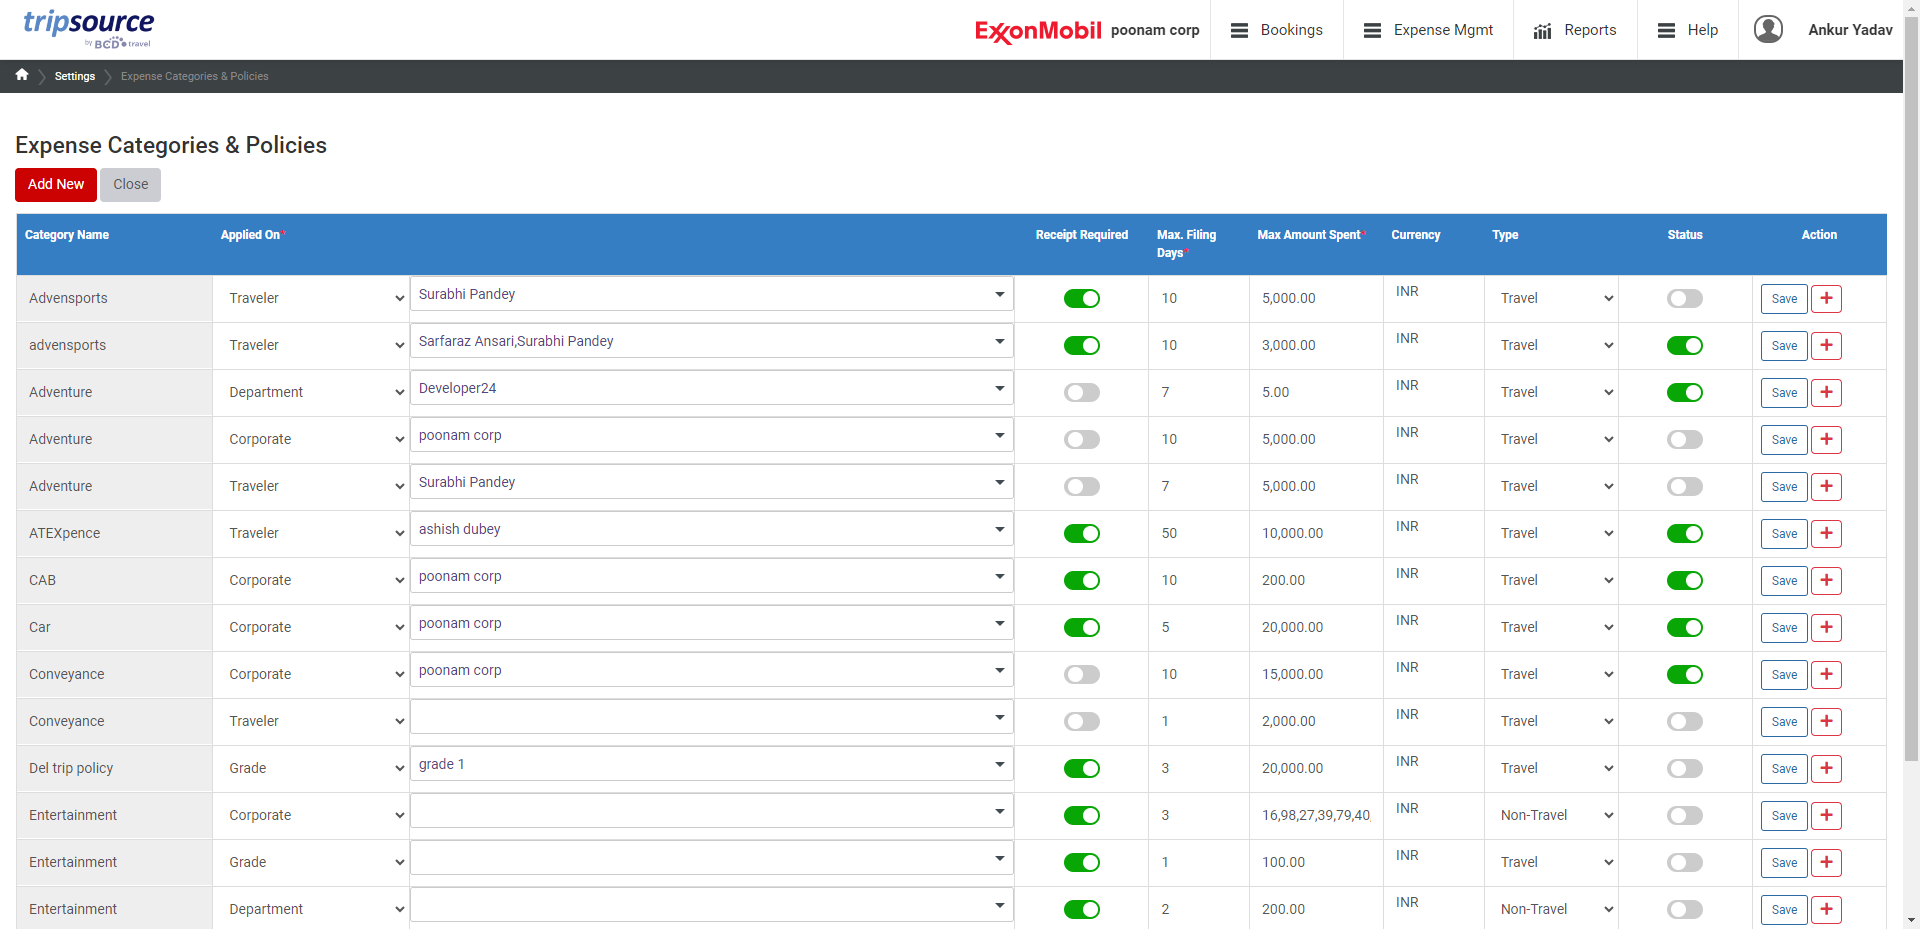 tripsource
by BCD travel
ExxonMobil poonam corp
Bookings
Expense Mgmt
Reports
Help
Ankur Yadav
Settings
Expense Categories & Policies
Expense Categories & Policies
Add New Close
Category Name Applied On* Receipt Required Max. Filing Days* Max Amount Spent* Currency Type Status Action
Advensports Traveler Surabhi Pandey 10 5,000.00 INR Travel Save +
advensports Traveler Sarfaraz Ansari,Surabhi Pandey 10 3,000.00 INR Travel Save +
Adventure Department Developer24 7 5.00 INR Travel Save +
Adventure Corporate poonam corp 10 5,000.00 INR Travel Save +
Adventure Traveler Surabhi Pandey 7 5,000.00 INR Travel Save +
ATEXpence Traveler ashish dubey 50 10,000.00 INR Travel Save +
CAB Corporate poonam corp 10 200.00 INR Travel Save +
Car Corporate poonam corp 5 20,000.00 INR Travel Save +
Conveyance Corporate poonam corp 10 15,000.00 INR Travel Save +
Conveyance Traveler 1 2,000.00 INR Travel Save +
Del trip policy Grade grade 1 3 20,000.00 INR Travel Save +
Entertainment Corporate 3 16,98,27,39,79,40, INR Non-Travel Save +
Entertainment Grade 1 100.00 INR Travel Save +
Entertainment Department 2 200.00 INR Non-Travel Save +